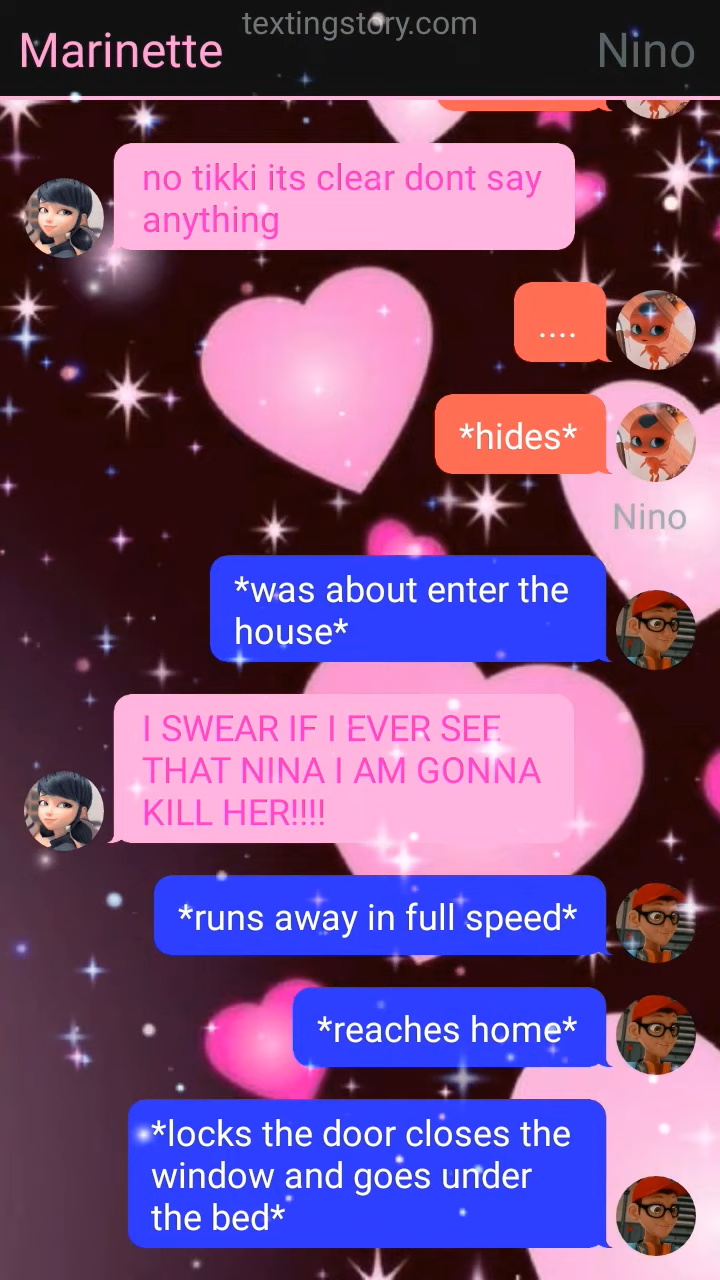 textingstory.com
Marinette
Nino
no tikki its clear dont say
anything
....
*hides*
Nino
*was about enter the
house*
I SWEAR IF I EVER SEE
THAT NINA I AM GONNA
KILL HER!!!!
*runs away in full speed*
*reaches home*
*locks the door closes the
window and goes under
the bed*